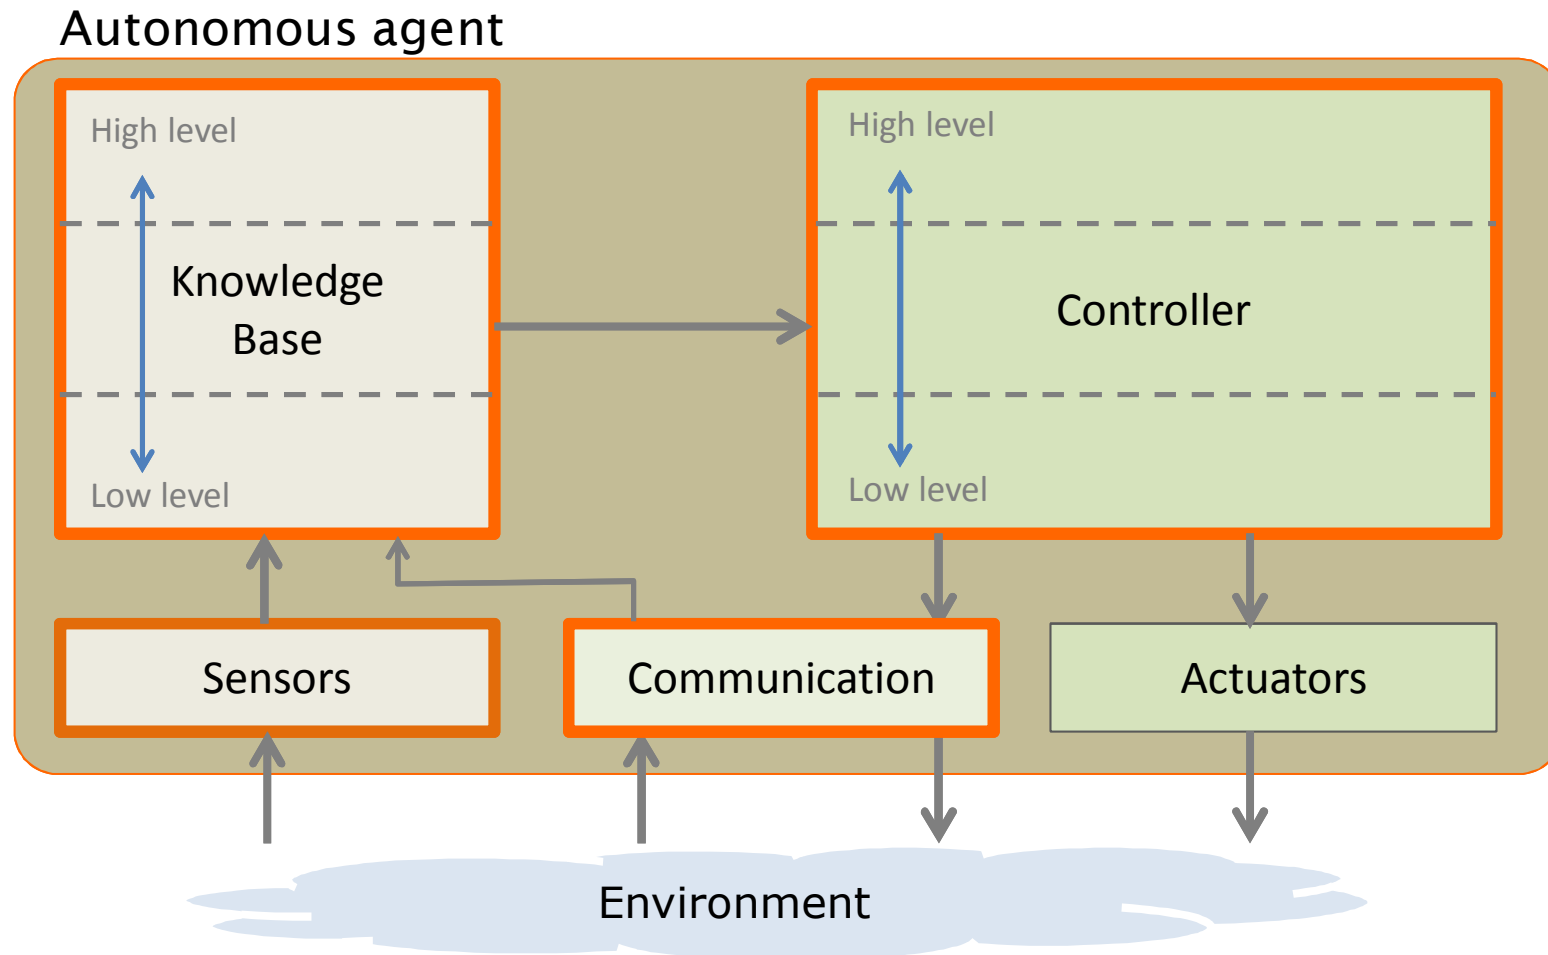 Autonomous agent
High level
Knowledge
Base
Low level
High level
Controller
Low level
Sensors
Communication
Actuators
Environment